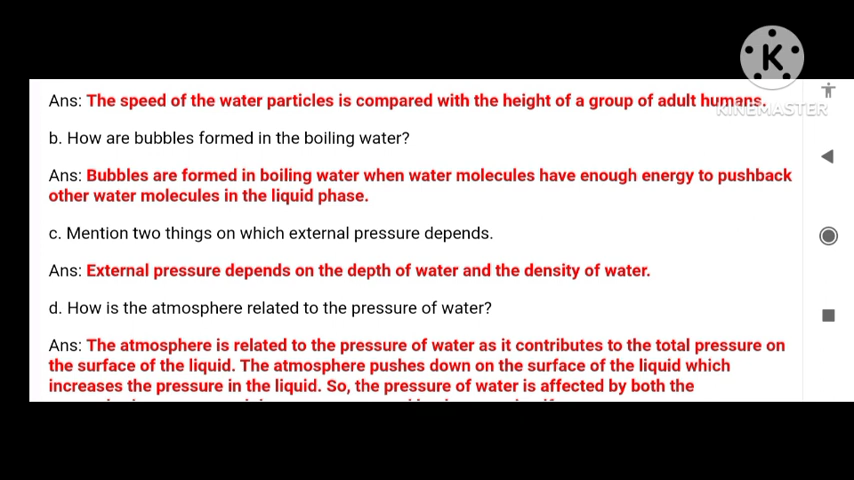 K
KINEMASTER
Ans: The speed of the water particles is compared with the height of a group of adult humans.
b. How are bubbles formed in the boiling water?
Ans: Bubbles are formed in boiling water when water molecules have enough energy to pushback
other water molecules in the liquid phase.
c. Mention two things on which external pressure depends.
Ans: External pressure depends on the depth of water and the density of water.
d. How is the atmosphere related to the pressure of water?
Ans: The atmosphere is related to the pressure of water as it contributes to the total pressure on
the surface of the liquid. The atmosphere pushes down on the surface of the liquid which
increases the pressure in the liquid. So, the pressure of water is affected by both the